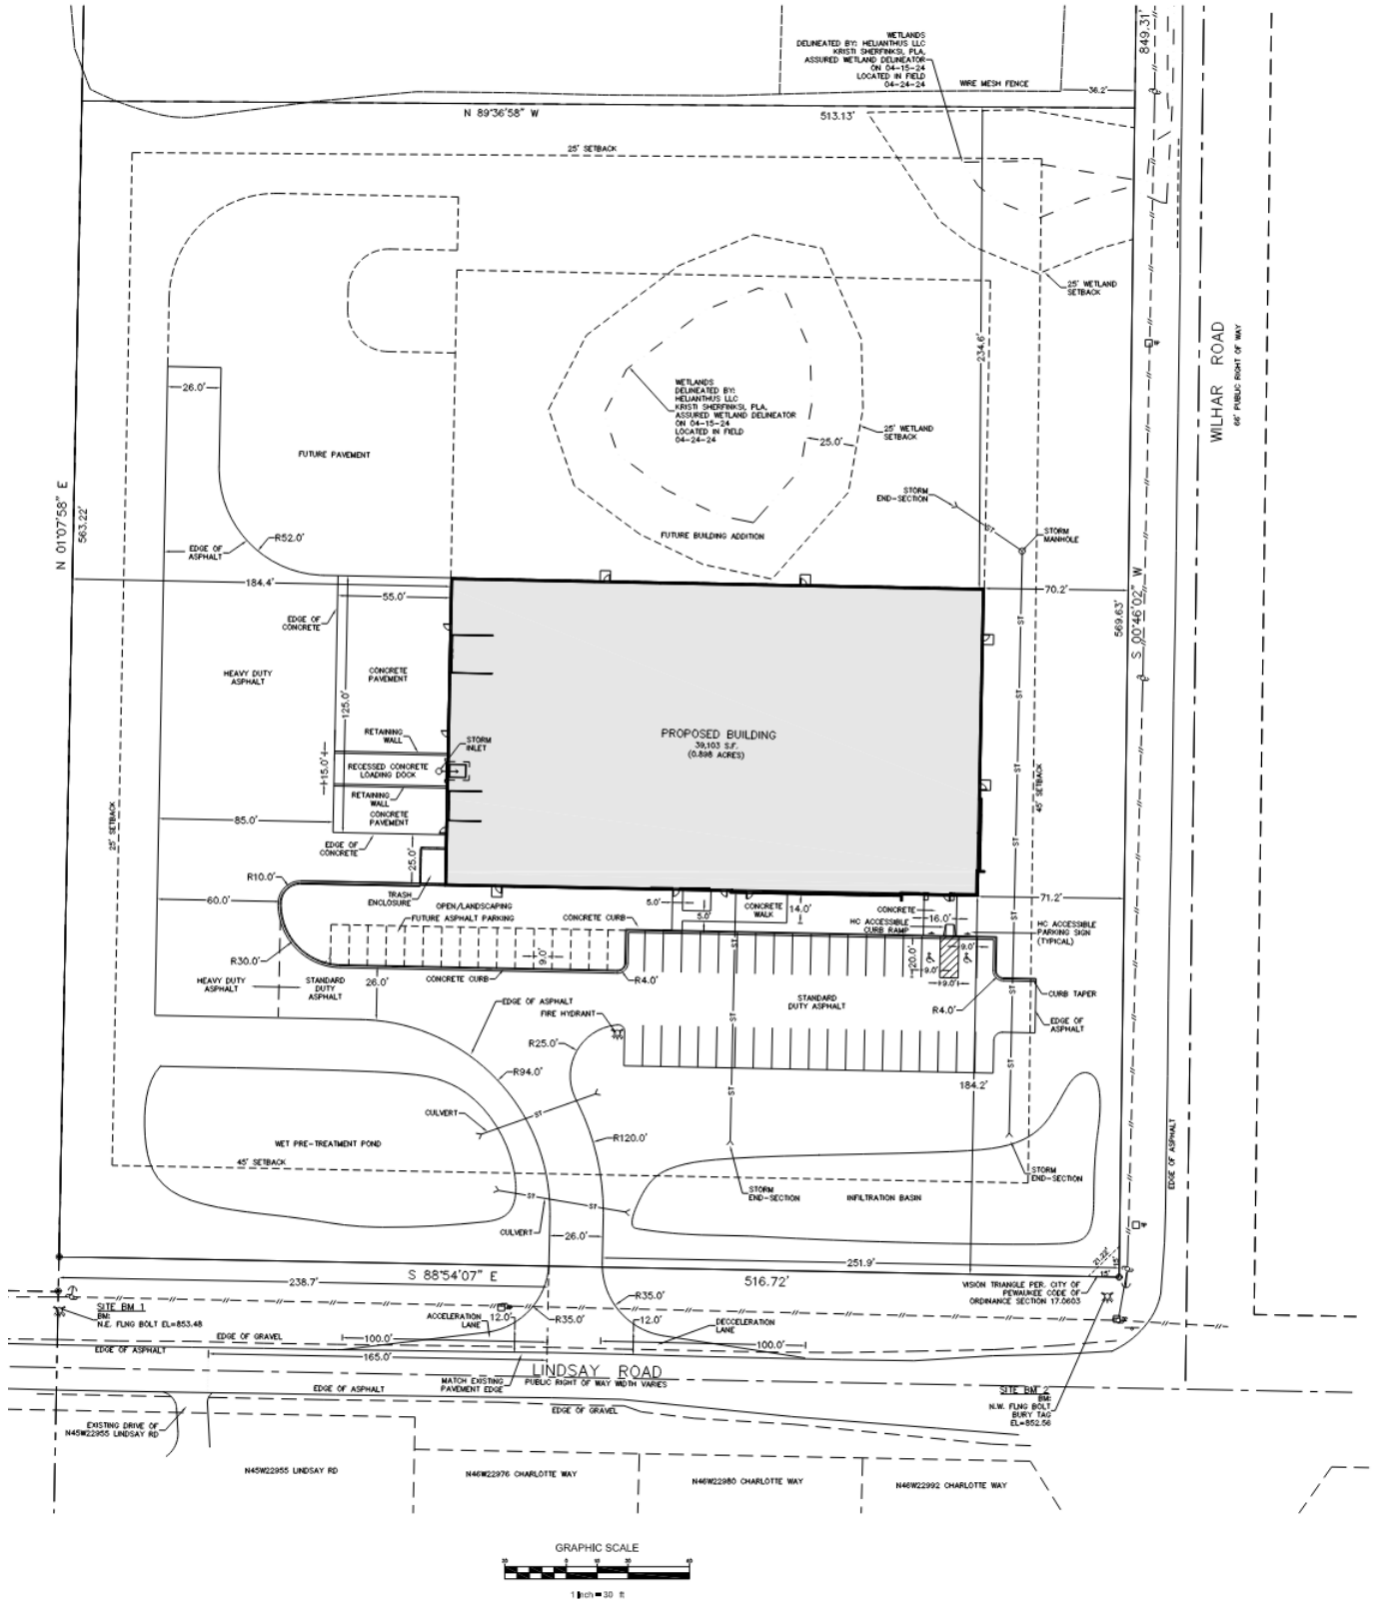 WETLANDS
DELINEATED BY: HELIANTHUS LLC
KRISTI SHERFINKSI, PLA,
ASSURED WETLAND DELINEATOR
ON 04-15-24
LOCATED IN FIELD
04-24-24
WIRE MESH FENCE
36.2'
849.31'
N 89°36'58" W
513.13'
25' SETBACK
25' WETLAND
SETBACK
WILHAR ROAD
66' PUBLIC RIGHT OF WAY
234.6'
26.0'
WETLANDS
DELINEATED BY:
HELIANTHUS LLC
KRISTI SHERFINKSI, PLA,
ASSURED WETLAND DELINEATOR
ON 04-15-24
LOCATED IN FIELD
04-24-24
25.0'
25' WETLAND
SETBACK
FUTURE PAVEMENT
N 01°07'58" E
563.22'
STORM
END-SECTION
ST
STORM
MANHOLE
FUTURE BUILDING ADDITION
R52.0'
EDGE OF
ASPHALT
184.4'
55.0'
70.2'
569.63'
S 00°46'02" W
EDGE OF
CONCRETE
ST
HEAVY DUTY
ASPHALT
CONCRETE
PAVEMENT
125.0'
ST
RETAINING
WALL
STORM
INLET
PROPOSED BUILDING
39,103 S.F.
(0.898 ACRES)
15.0'
RECESSED CONCRETE
LOADING DOCK
ST
45' SETBACK
RETAINING
WALL
CONCRETE
PAVEMENT
85.0'
25' SETBACK
EDGE OF
CONCRETE
25.0'
ST
R10.0'
TRASH
ENCLOSURE
60.0'
OPEN/LANDSCAPING
FUTURE ASPHALT PARKING
CONCRETE CURB
5.0'
5.0'
CONCRETE
WALK
14.0'
CONCRETE
16.0'
HC ACCESSIBLE
CURB RAMP
71.2'
ST
HC ACCESSIBLE
PARKING SIGN
(TYPICAL)
R30.0'
9.0'
ST
20.0'
9.0'
9.0'
9.0'
HEAVY DUTY
ASPHALT
STANDARD
DUTY
ASPHALT
26.0'
CONCRETE CURB
R4.0'
STANDARD
DUTY ASPHALT
R4.0'
ST
CURB TAPER
EDGE OF ASPHALT
FIRE HYDRANT
ST
EDGE OF
ASPHALT
R25.0'
R94.0'
ST
ST
184.2'
CULVERT
ST
R120.0'
WET PRE-TREATMENT POND
45' SETBACK
EDGE OF ASPHALT
STORM
END-SECTION
STORM
END-SECTION
INFILTRATION BASIN
ST
ST
CULVERT
26.0'
251.9'
21.22'
15'
15'
238.7'
S 88°54'07" E
516.72'
VISION TRIANGLE PER. CITY OF
PEWAUKEE CODE OF
ORDINANCE SECTION 17.0603
SITE BM 1
BM:
N.E. FLNG BOLT EL=853.48
R35.0'
ACCELERATION
LANE
12.0'
R35.0'
12.0'
DECCELERATION
LANE
EDGE OF GRAVEL
100.0'
100.0'
EDGE OF ASPHALT
165.0'
LINDSAY ROAD
PUBLIC RIGHT OF WAY WIDTH VARIES
MATCH EXISTING
PAVEMENT EDGE
EDGE OF ASPHALT
EDGE OF GRAVEL
SITE BM 2
BM:
N.W. FLNG BOLT
BURY TAG
EL=852.56
EXISTING DRIVE OF
N45W22955 LINDSAY RD
N45W22955 LINDSAY RD
N46W22976 CHARLOTTE WAY
N46W22980 CHARLOTTE WAY
N46W22992 CHARLOTTE WAY
GRAPHIC SCALE
1 inch = 30 ft